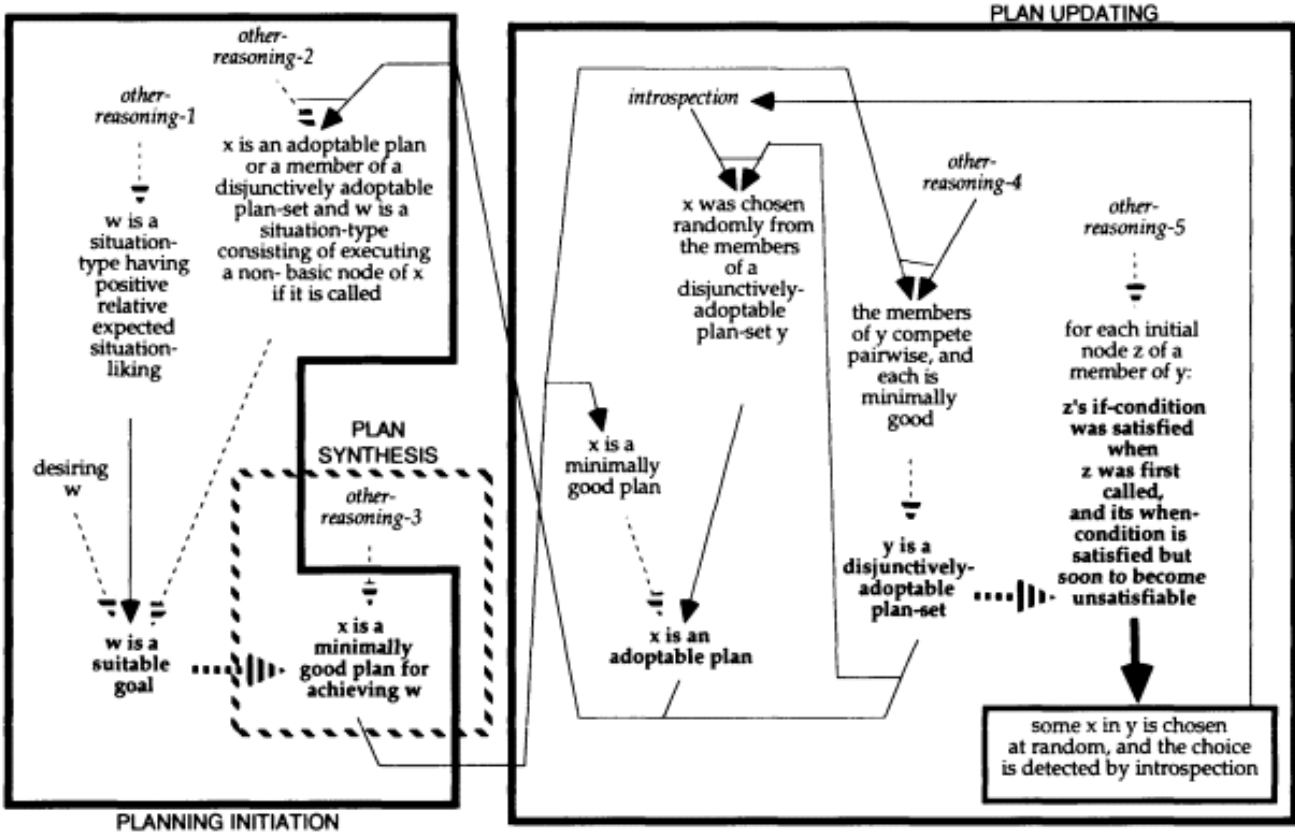 PLAN UPDATING
other-
reasoning-2
other-
reasoning-1
x is an adoptable plan
or a member of a
disjunctively adoptable
plan-set and w is a
situation-type
consisting of executing
a non- basic node of x
if it is called
w is a
situation-
type having
positive
relative
expected
situation-
liking
desiring
w
PLAN
SYNTHESIS
other-
reasoning-3
w is a
suitable
goal
x is a
minimally
good plan for
achieving w
PLANNING INITIATION
introspection
x was chosen
randomly from
the members
of a
disjunctively-
adoptable
plan-set y
x is a
minimally
good plan
x is an
adoptable plan
other-
reasoning-4
the members
of y compete
pairwise, and
each is
minimally
good
y is a
disjunctively-
adoptable
plan-set
other-
reasoning-5
for each initial
node z of a
member of y:
z's if-condition
was satisfied
when
z was first
called,
and its when-
condition is
satisfied but
soon to become
unsatisfiable
some x in y is chosen
at random, and the choice
is detected by introspection